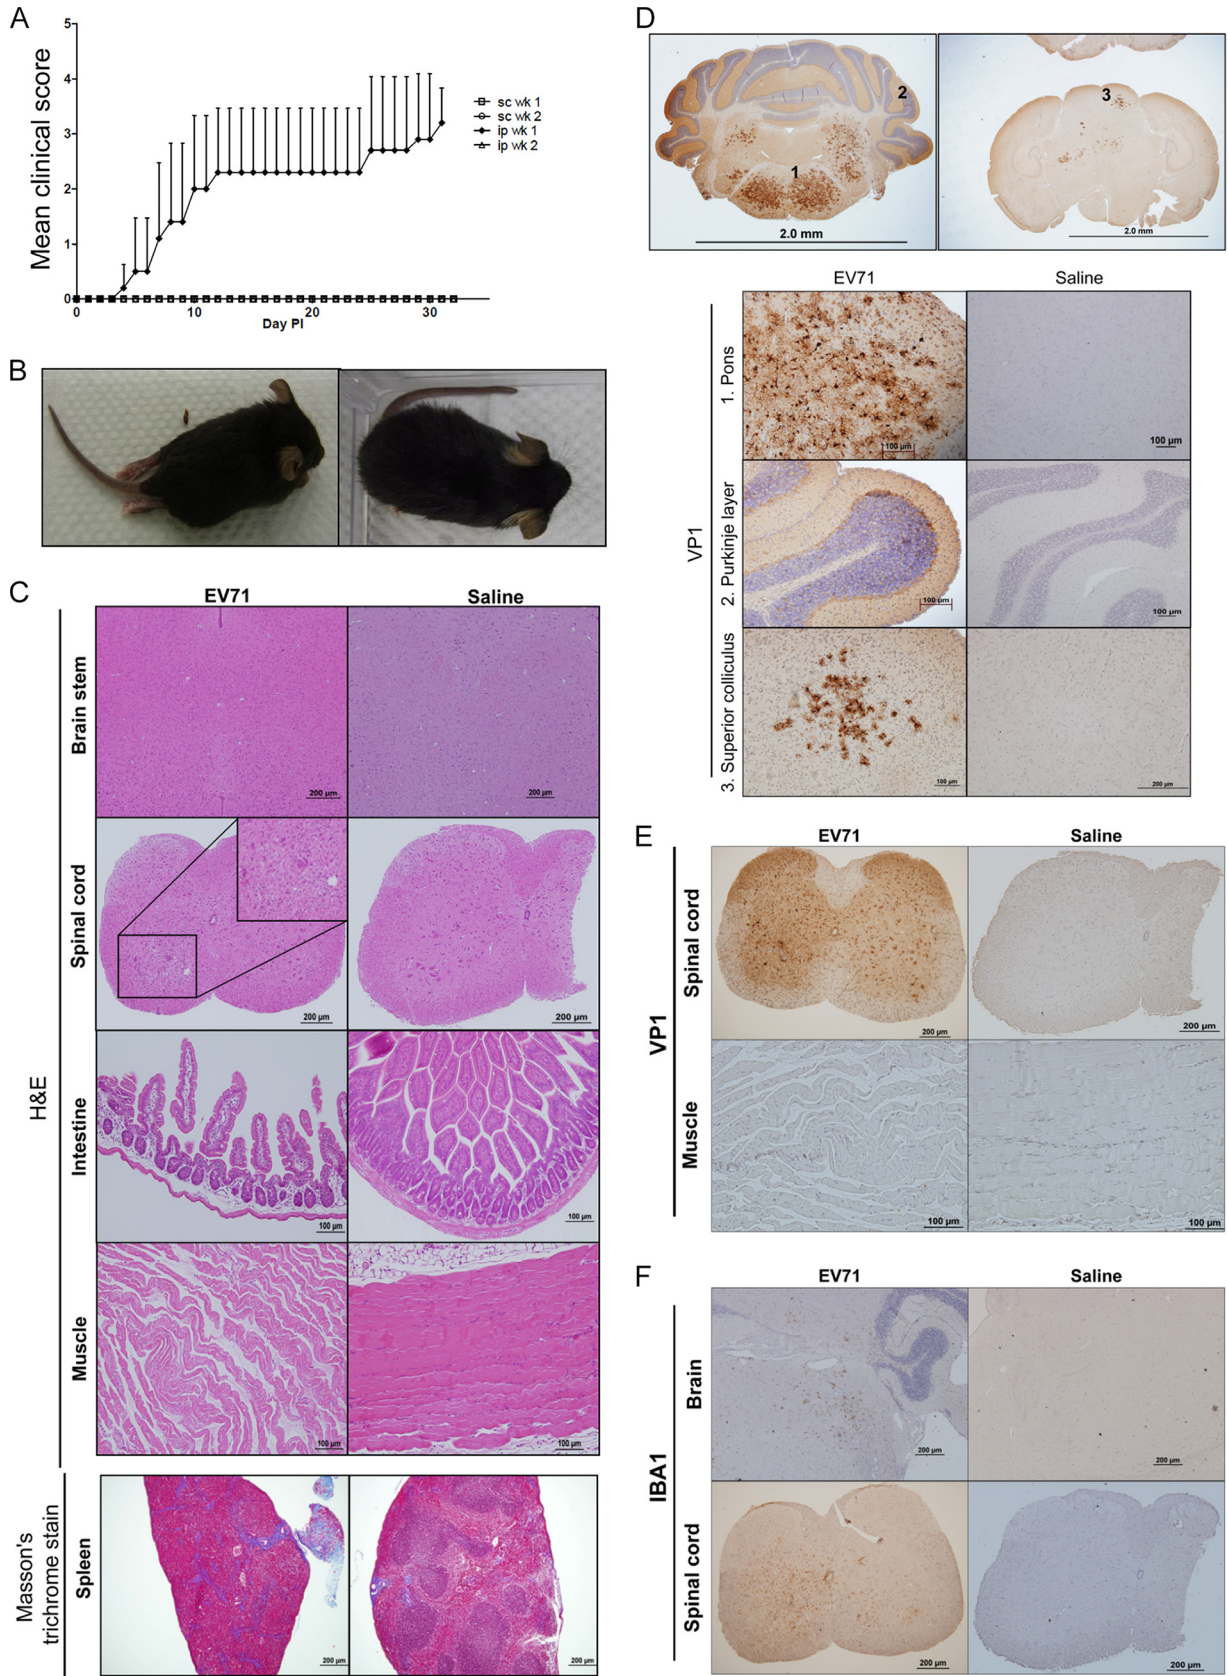 A
Mean clinical score
5
4
3
2
1
0
0
10
20
30
Day PI
sc wk 1
sc wk 2
ip wk 1
ip wk 2
B
C
EV71
Saline
H&E
Brain stem
200 µm
200 µm
Spinal cord
200 µm
200 µm
Intestine
100 µm
100 µm
Muscle
100 µm
100 µm
Masson's
trichrome stain
Spleen
200 µm
200 µm
D
1
2
2.0 mm
3
2.0 mm
EV71
Saline
VP1
1. Pons
100 µm
100 µm
2. Purkinje layer
100 µm
100 µm
3. Superior colliculus
100 µm
200 µm
E
EV71
Saline
VP1
Spinal cord
200 µm
200 µm
Muscle
100 µm
100 µm
F
EV71
Saline
IBA1
Brain
200 µm
200 µm
Spinal cord
200 µm
200 µm